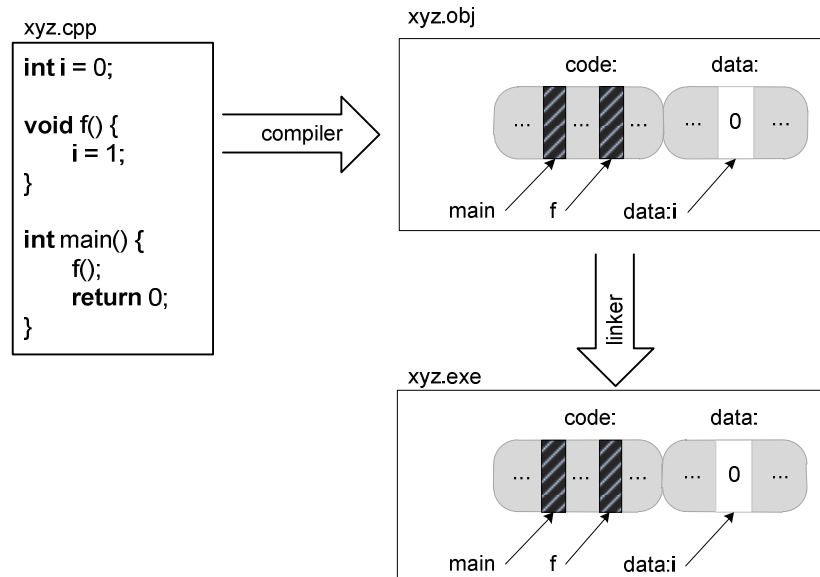 xyz.cpp
int i = 0;
void f() {
i = 1;
}
int main() {
f();
return 0;
}
compiler
xyz.obj
code: data:
... ... ... ... 0 ...
main f data:i
linker
xyz.exe
code: data:
... ... ... ... 0 ...
main f data:i